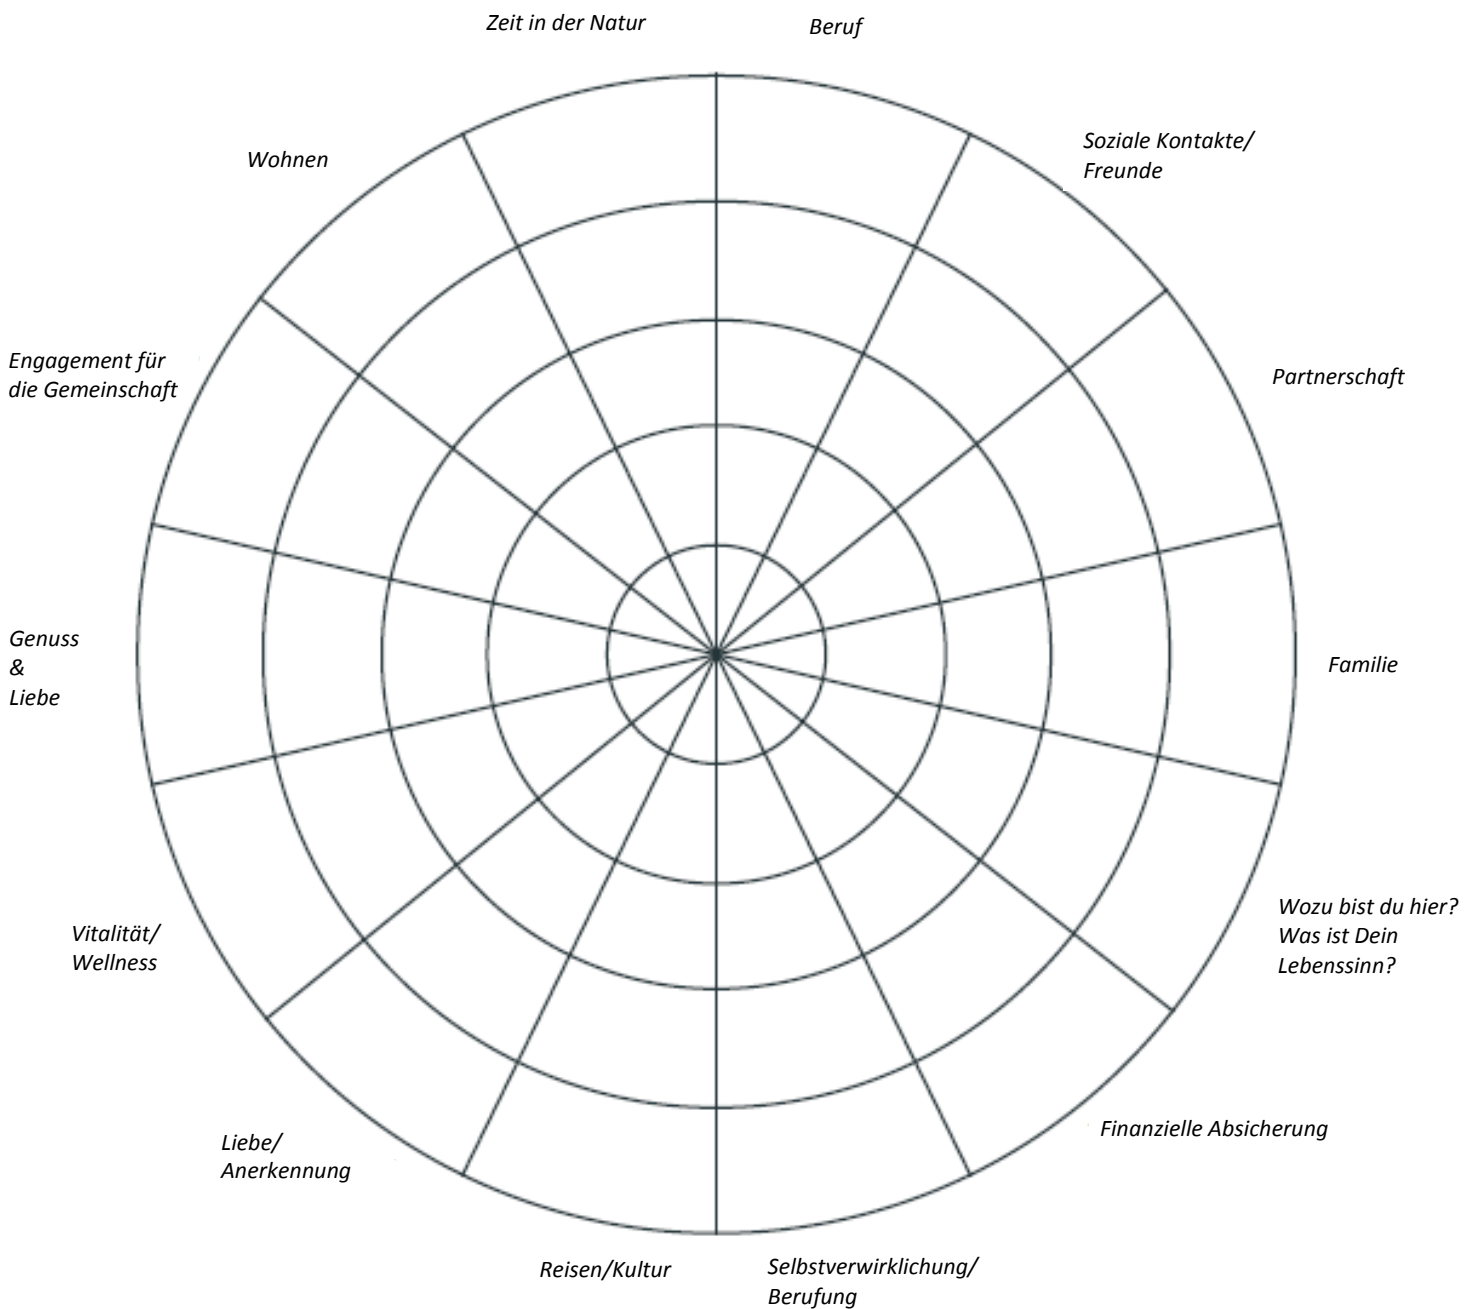 Zeit in der Natur
Beruf
Soziale Kontakte/
Freunde
Wohnen
Engagement für
die Gemeinschaft
Partnerschaft
Genuss
&
Liebe
Familie
Wozu bist du hier?
Was ist Dein
Lebenssinn?
Vitalität/
Wellness
Finanzielle Absicherung
Liebe/
Anerkennung
Reisen/Kultur
Selbstverwirklichung/
Berufung